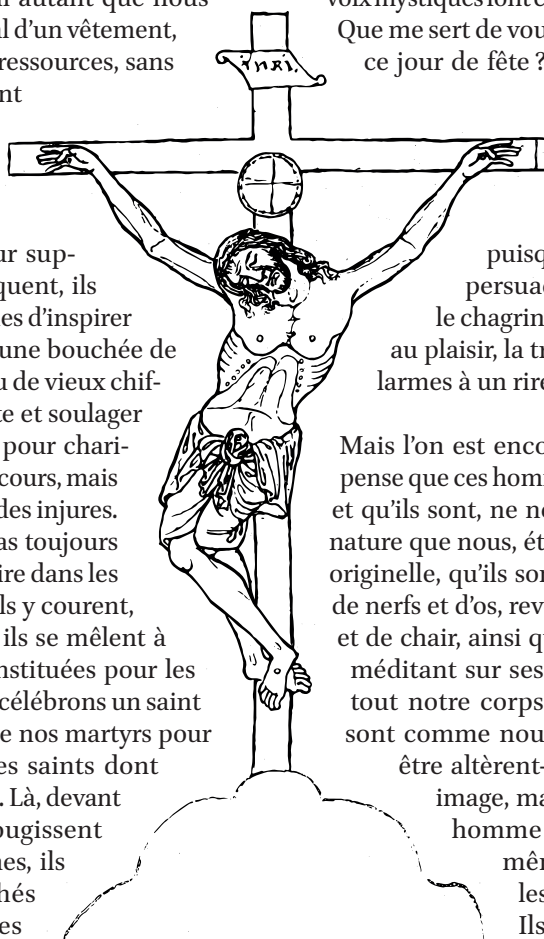 autant que nous
l d’un vêtement,
ressources, sans
nt
ur sup-
quent, ils
es d’inspirer
une bouchée de
u de vieux chif-
te et soulager
pour chari-
cours, mais
des injures.
as toujours
ire dans les
ls y courent,
ils se mêlent à
nstituées pour les
célébrons un saint
e nos martyrs pour
es saints dont
. Là, devant
ougissent
nes, ils
hés
es
INRI
voix mystiques font
Que me sert de vou
ce jour de fête ?
puisq
persuad
le chagrin
au plaisir, la tr
larmes à un rire
Mais l’on est enco
pense que ces hom
et qu’ils sont, ne no
nature que nous, ét
originelle, qu’ils son
de nerfs et d’os, rev
et de chair, ainsi qu
méditant sur ses
tout notre corps
sont comme nou
être altèrent-
image, ma
homme
mêm
les
Ils